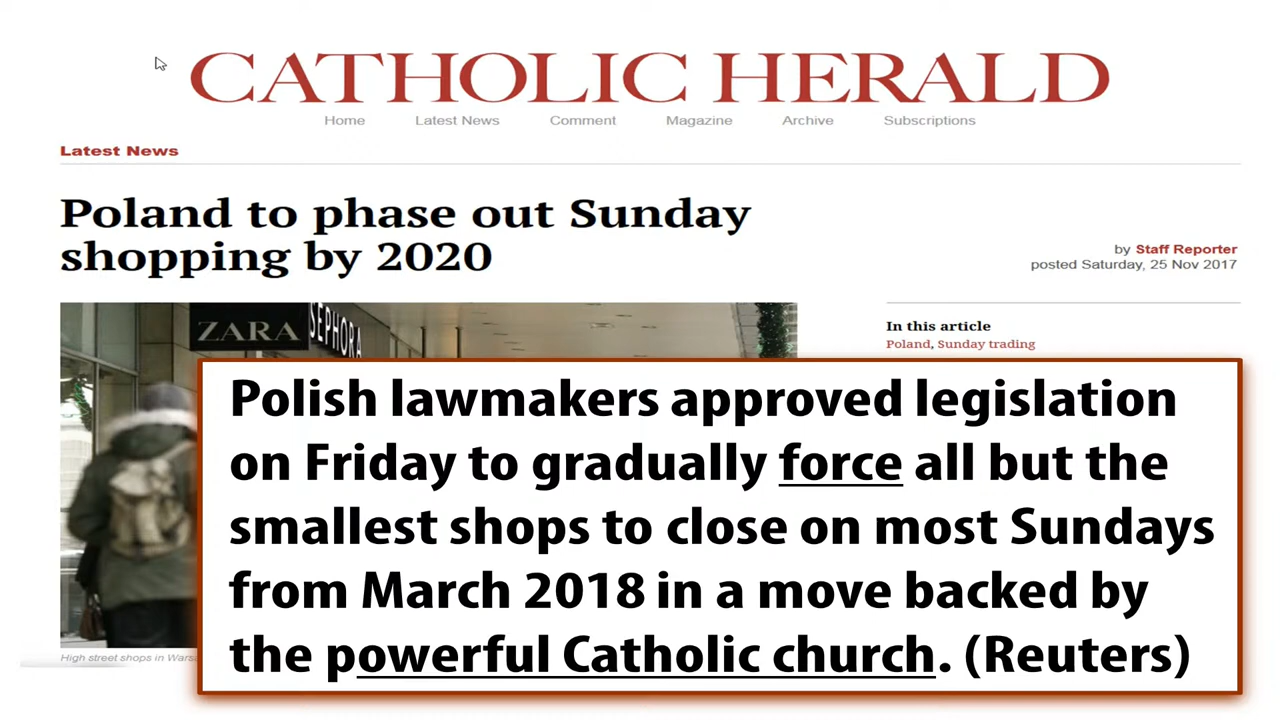 CATHOLIC HERALD
Home Latest News Comment Magazine Archive Subscriptions
Latest News
Poland to phase out Sunday
shopping by 2020
by Staff Reporter
posted Saturday, 25 Nov 2017
In this article
Poland, Sunday trading
ZARA
SEPHORA
Polish lawmakers approved legislation
on Friday to gradually force all but the
smallest shops to close on most Sundays
from March 2018 in a move backed by
the powerful Catholic church. (Reuters)
High street shops in